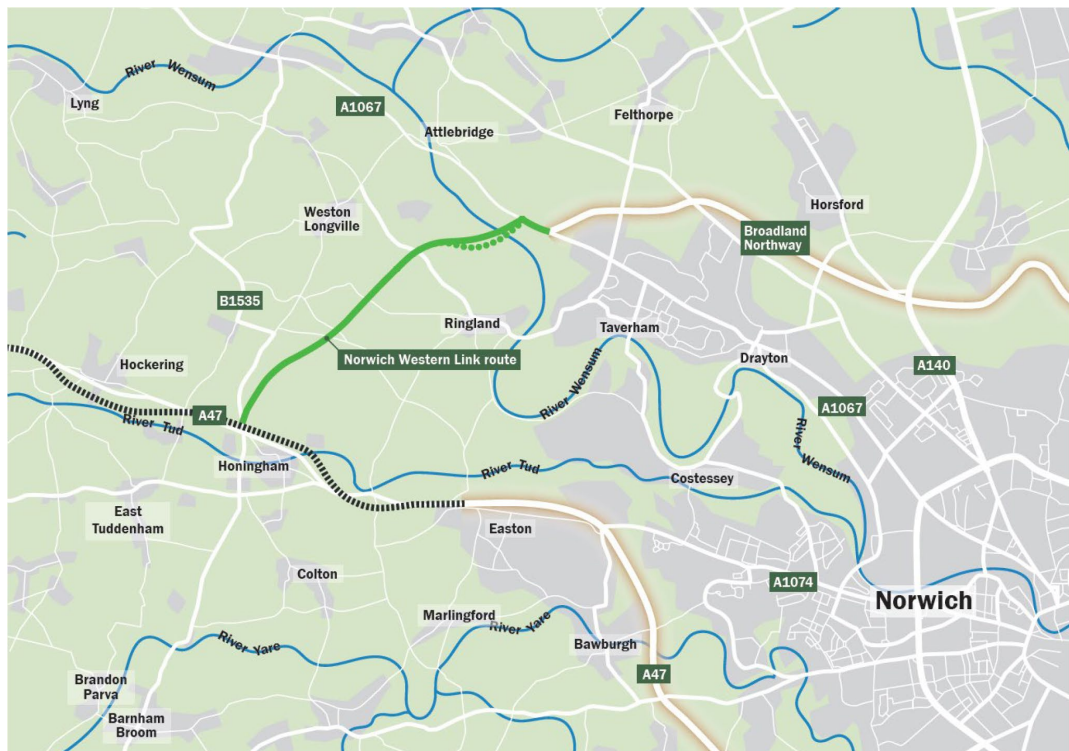 River Wensum
Lyng
A1067
Attlebridge
Felthorpe
Weston
Longville
Horsford
Broadland
Northway
B1535
Ringland
Taverham
Norwich Western Link route
Hockering
Drayton
A140
River Wensum
A47
A1067
River Tud
River Wensum
Honingham
River Tud
Costessey
East
Tuddenham
Easton
Colton
A1074
Norwich
Marlingford
River Yare
River Yare
Bawburgh
A47
Brandon
Parva
Barnham
Broom